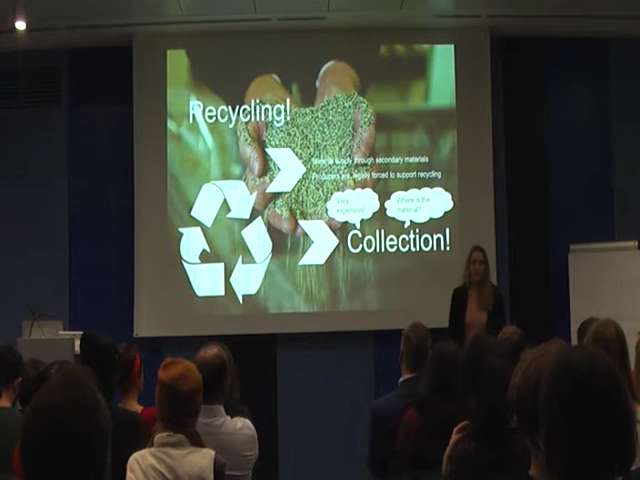 Recycling!
Material supply through secondary materials
Producers are legally forced to support recycling
Very
expensive!
Where is the
material?
Collection!